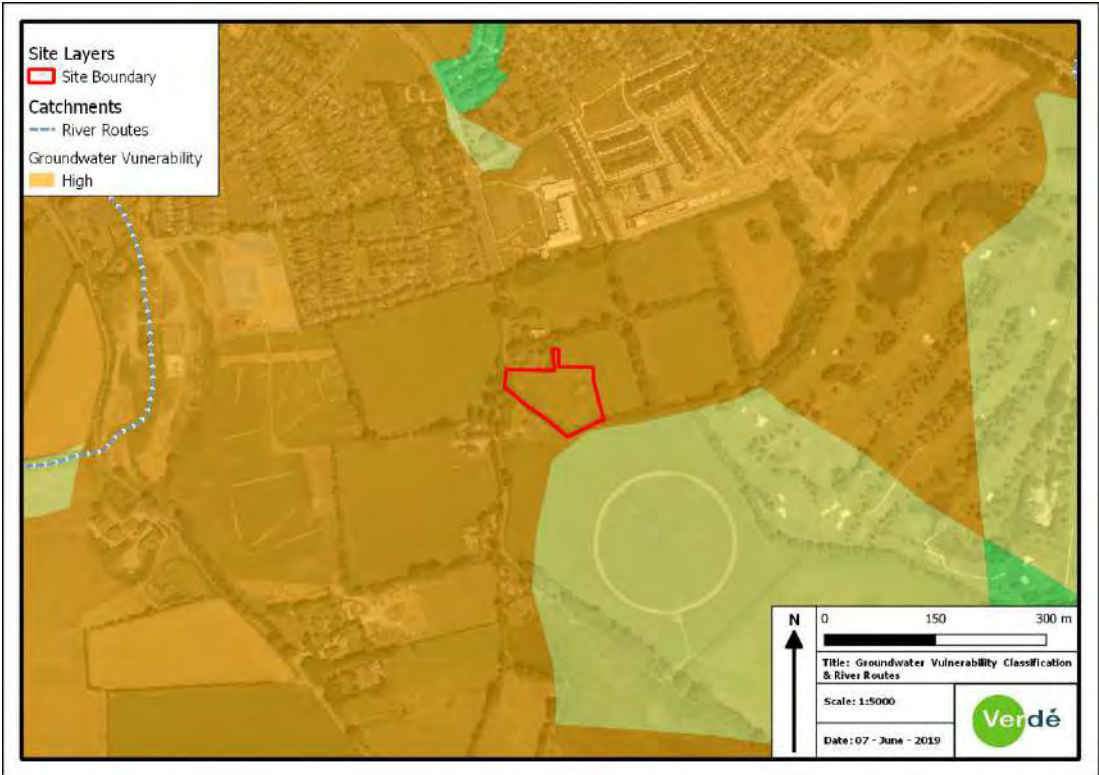 Site Layers
Site Boundary
Catchments
River Routes
Groundwater Vunerability
High
N
0 150 300 m
Title: Groundwater Vulnerability Classification
& River Routes
Scale: 1:5000
Date: 07 - June - 2019
Verdé